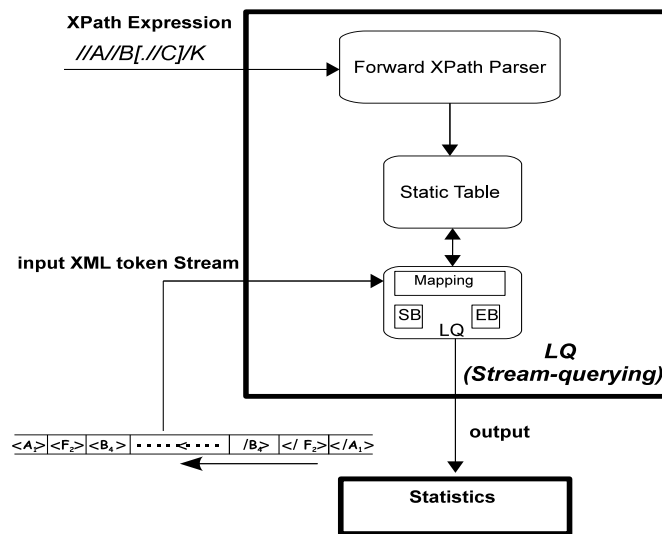 XPath Expression
//A//B[.//C]/K
Forward XPath Parser
Static Table
input XML token Stream
Mapping
SB
EB
LQ
LQ
(Stream-querying)
<A₁> <F₂> <B₄> - - - - - < - - - - /B₄> </ F₂> </A₁>
output
Statistics